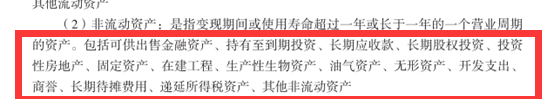 其他流动资产
（2）非流动资产：是指变现期间或使用寿命超过一年或长于一年的一个营业周期
的资产。包括可供出售金融资产、持有至到期投资、长期应收款、长期股权投资、投资
性房地产、固定资产、在建工程、生产性生物资产、油气资产、无形资产、开发支出、
商誉、长期待摊费用、递延所得税资产、其他非流动资产